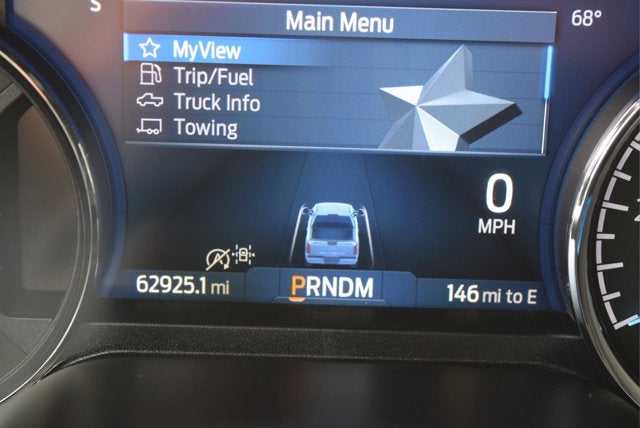 S
Main Menu
68°
MyView
Trip/Fuel
Truck Info
Towing
0
MPH
62925.1 mi
PRNDM
146 mi to E